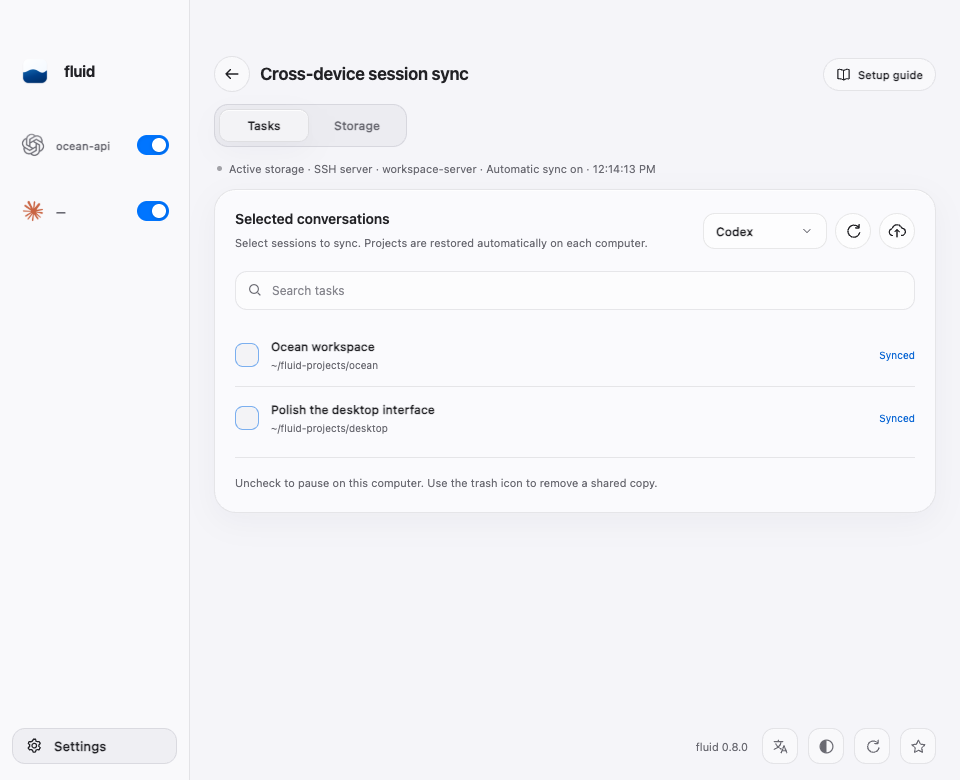 fluid
Cross-device session sync
Setup guide
Tasks
Storage
ocean-api
Active storage · SSH server · workspace-server · Automatic sync on · 12:14:13 PM
–
Selected conversations
Select sessions to sync. Projects are restored automatically on each computer.
Codex
Search tasks
Ocean workspace
~/fluid-projects/ocean
Synced
Polish the desktop interface
~/fluid-projects/desktop
Synced
Uncheck to pause on this computer. Use the trash icon to remove a shared copy.
Settings
fluid 0.8.0